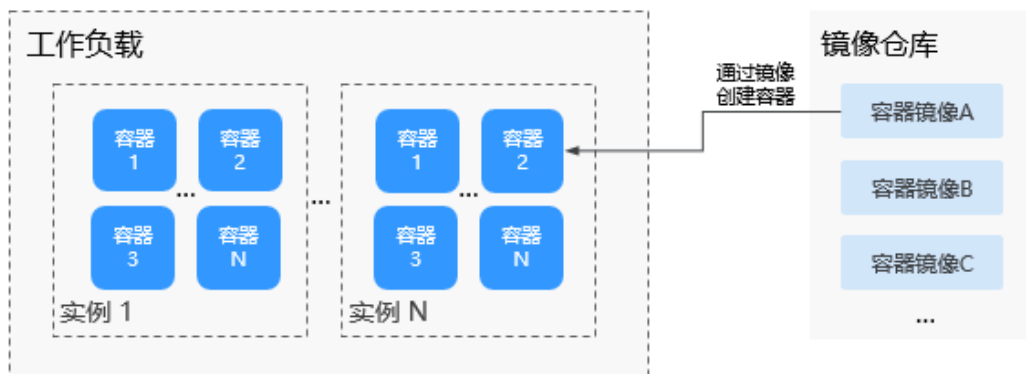 工作负载
容器
1
容器
2
...
容器
3
容器
N
实例 1
...
容器
1
容器
2
...
容器
3
容器
N
实例 N
通过镜像
创建容器
镜像仓库
容器镜像A
容器镜像B
容器镜像C
...